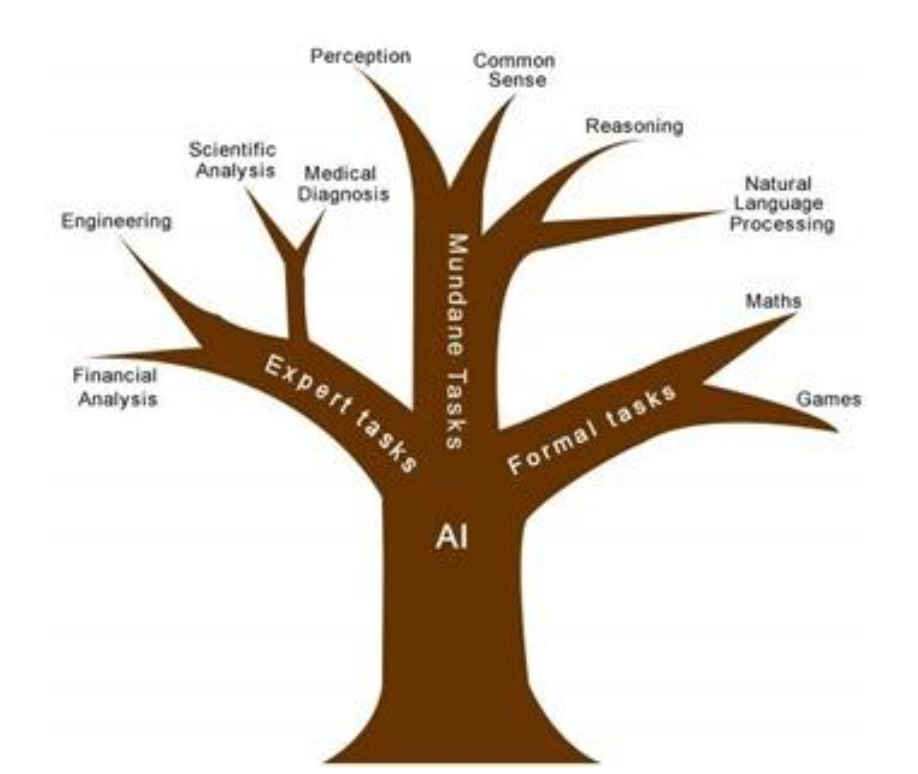 Perception
Common
Sense
Reasoning
Scientific
Analysis
Medical
Diagnosis
Natural
Language
Processing
Engineering
Maths
Financial
Analysis
Games
Expert tasks
Mundane Tasks
Formal tasks
AI